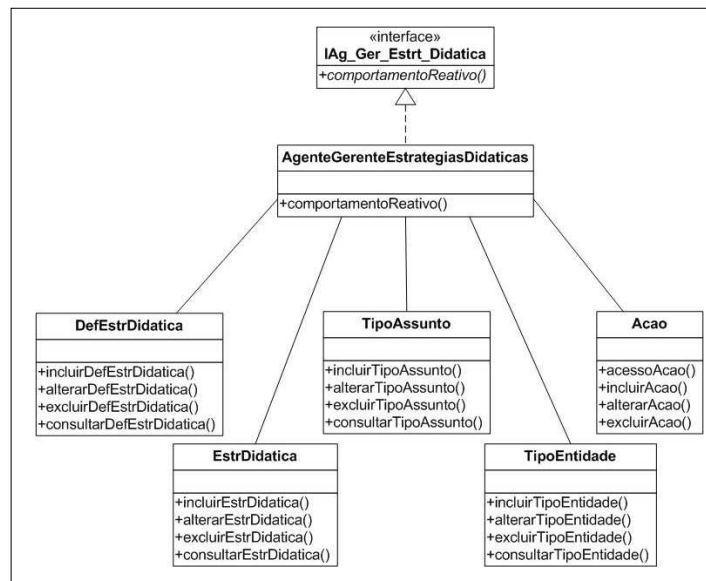 «interface»
IAg_Ger_Estrt_Didatica
+comportamentoReativo()
AgenteGerenteEstrategiasDidaticas
+comportamentoReativo()
DefEstrDidatica
+incluirDefEstrDidatica()
+alterarDefEstrDidatica()
+excluirDefEstrDidatica()
+consultarDefEstrDidatica()
TipoAssunto
+incluirTipoAssunto()
+alterarTipoAssunto()
+excluirTipoAssunto()
+consultarTipoAssunto()
Acao
+acessoAcao()
+incluirAcao()
+alterarAcao()
+excluirAcao()
EstrDidatica
+incluirEstrDidatica()
+alterarEstrDidatica()
+excluirEstrDidatica()
+consultarEstrDidatica()
TipoEntidade
+incluirTipoEntidade()
+alterarTipoEntidade()
+excluirTipoEntidade()
+consultarTipoEntidade()